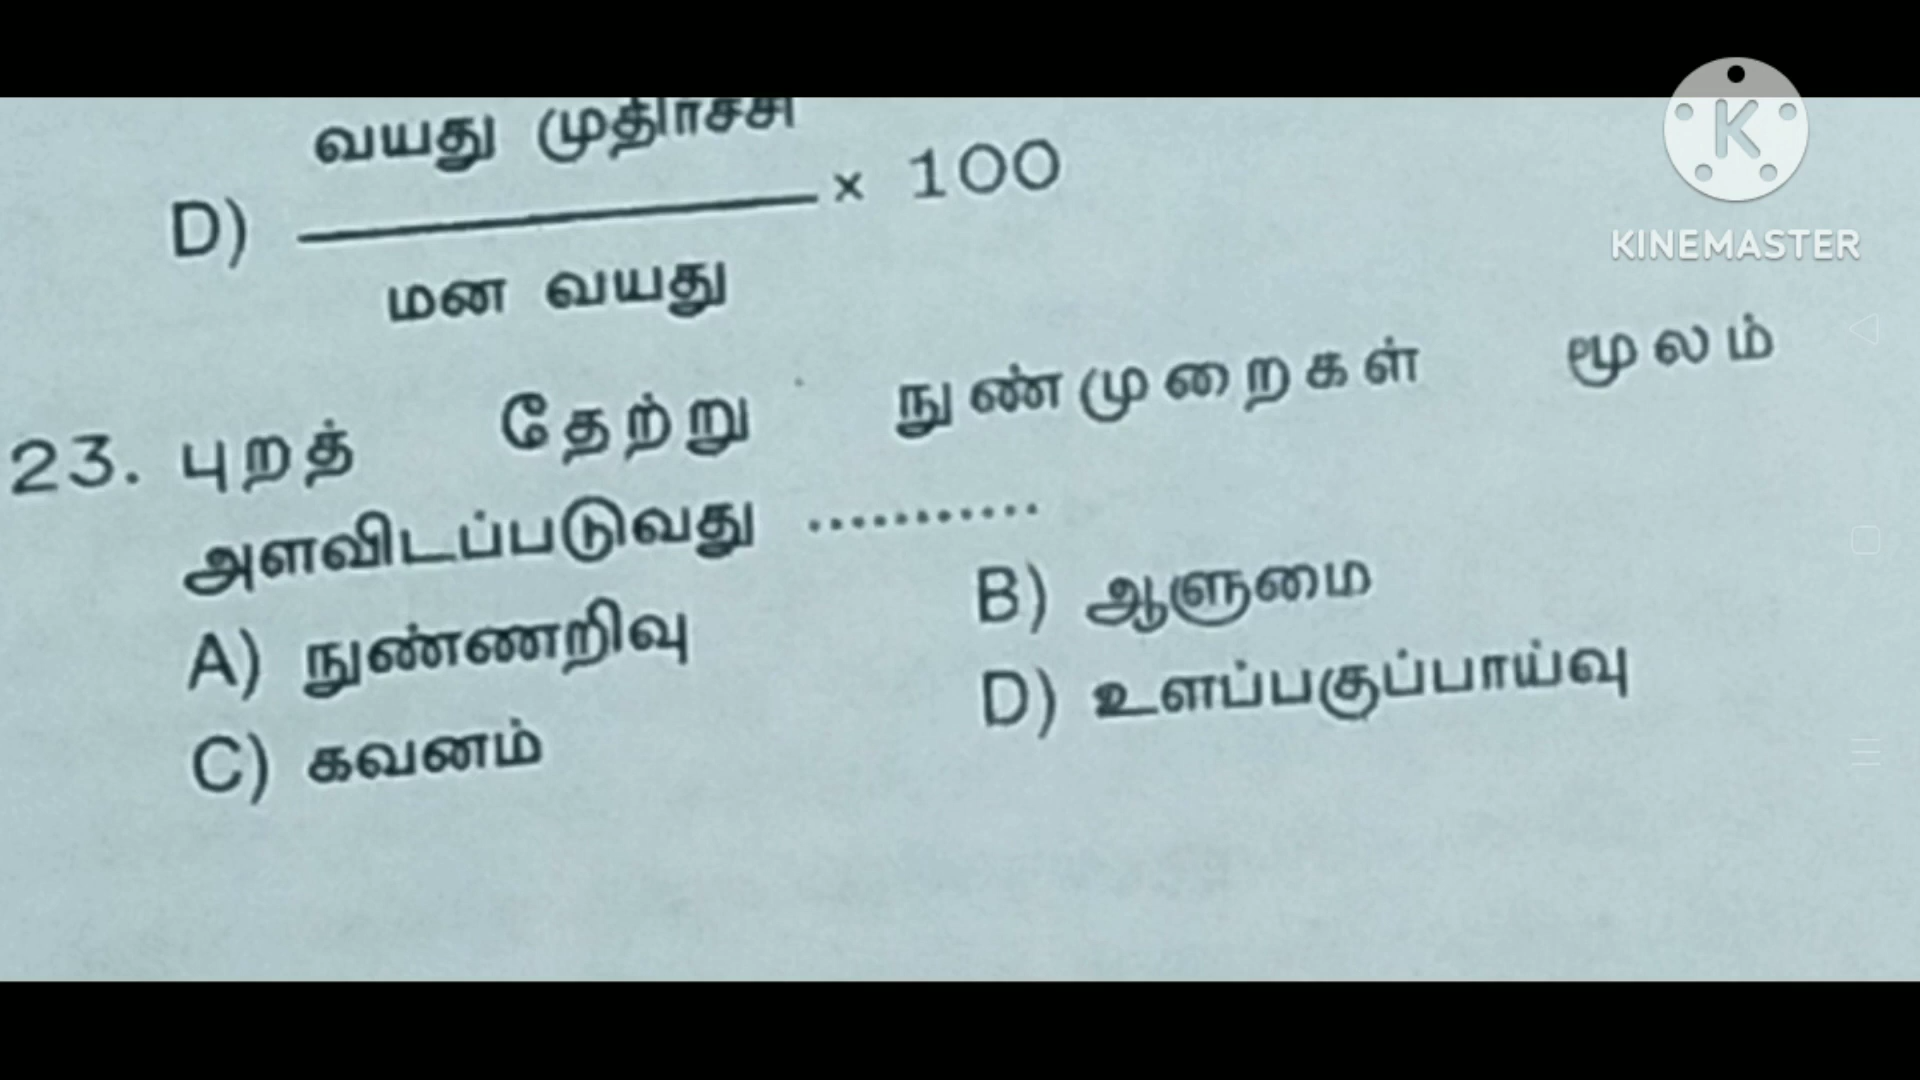 வயது முதிர்ச்சி
D) × 100
மன வயது
23. புறத் தேற்று நுண்முறைகள் மூலம்
அளவிடப்படுவது ...........
A) நுண்ணறிவு B) ஆளுமை
C) கவனம் D) உளப்பகுப்பாய்வு
K
KINEMASTER